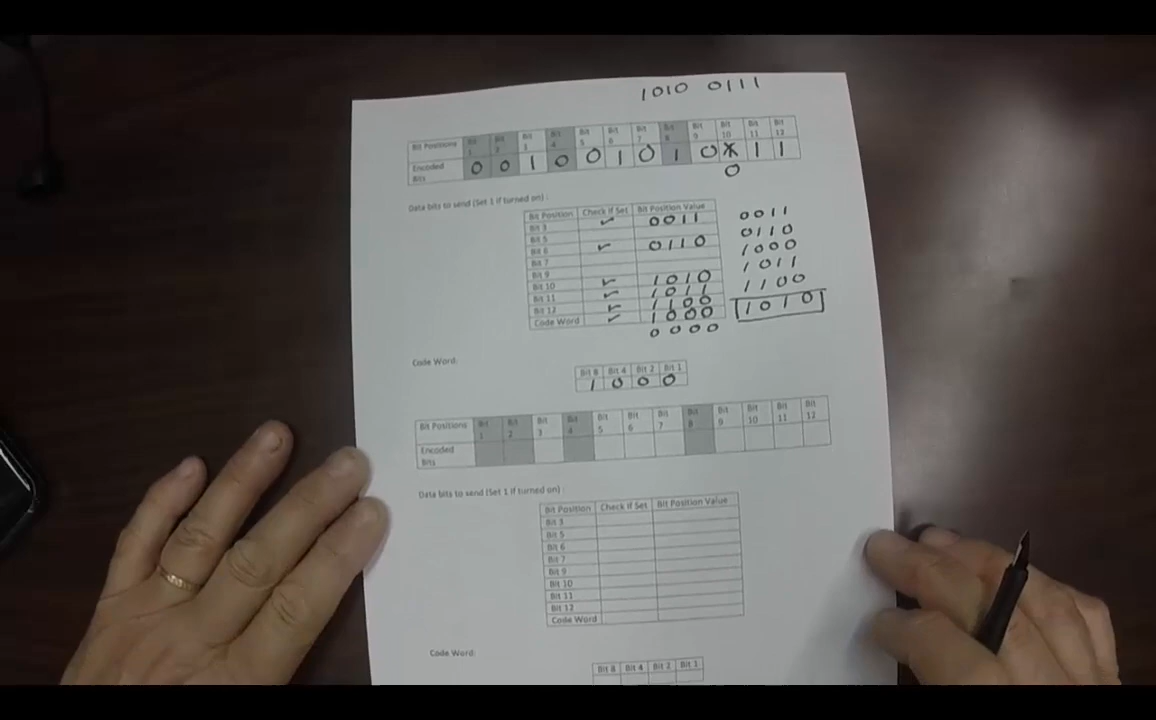 1010 0111
Bit Positions Bit 1 Bit 2 Bit 3 Bit 4 Bit 5 Bit 6 Bit 7 Bit 8 Bit 9 Bit 10 Bit 11 Bit 12
Encoded Bits 0 0 1 0 0 1 0 1 0 X 1 1
0
Data bits to send (Set 1 if turned on) :
Bit Position Check If Set Bit Position Value
Bit 3 ✓ 0011
Bit 5
Bit 6 ✓ 0110
Bit 7
Bit 9
Bit 10 ✓ 1010
Bit 11 ✓ 1011
Bit 12 ✓ 1100
Code Word ✓ 1000
0000
0011
0110
1000
1011
1100
1010
Code Word:
Bit 8 Bit 4 Bit 2 Bit 1
1 0 0 0
Bit Positions Bit 1 Bit 2 Bit 3 Bit 4 Bit 5 Bit 6 Bit 7 Bit 8 Bit 9 Bit 10 Bit 11 Bit 12
Encoded Bits
Data bits to send (Set 1 if turned on) :
Bit Position Check If Set Bit Position Value
Bit 3
Bit 5
Bit 6
Bit 7
Bit 9
Bit 10
Bit 11
Bit 12
Code Word
Code Word:
Bit 8 Bit 4 Bit 2 Bit 1